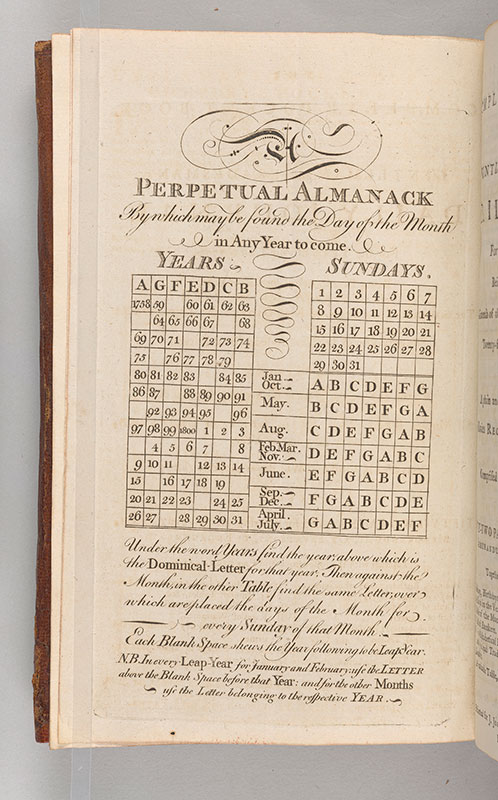 A
PERPETUAL ALMANACK
By which may be found the Day of the Month
in Any Year to come.
YEARS
A G F E D C B
1758 59 60 61 62 63
64 65 66 67 68
69 70 71 72 73 74
75 76 77 78 79
80 81 82 83 84 85
86 87 88 89 90 91
92 93 94 95 96
97 98 99 1800 1 2 3
4 5 6 7 8
9 10 11 12 13 14
15 16 17 18 19
20 21 22 23 24 25
26 27 28 29 30 31
SUNDAYS.
1 2 3 4 5 6 7
8 9 10 11 12 13 14
15 16 17 18 19 20 21
22 23 24 25 26 27 28
29 30 31
Jan.
Oct. A B C D E F G
May. B C D E F G A
Aug. C D E F G A B
Feb. Mar.
Nov. D E F G A B C
June. E F G A B C D
Sep.
Dec. F G A B C D E
April
July. G A B C D E F
Under the word Years find the year, above which is
the Dominical-Letter for that year. Then against the
Month, in the other Table find the same Letter, over
which are placed the days of the Month for
every Sunday of that Month.
Each Blank Space shews the Year following to be Leap Year.
N.B. In every Leap-Year, for January and February use the LETTER
above the Blank Space before that Year: and for the other Months
use the Letter belonging to the respective YEAR.